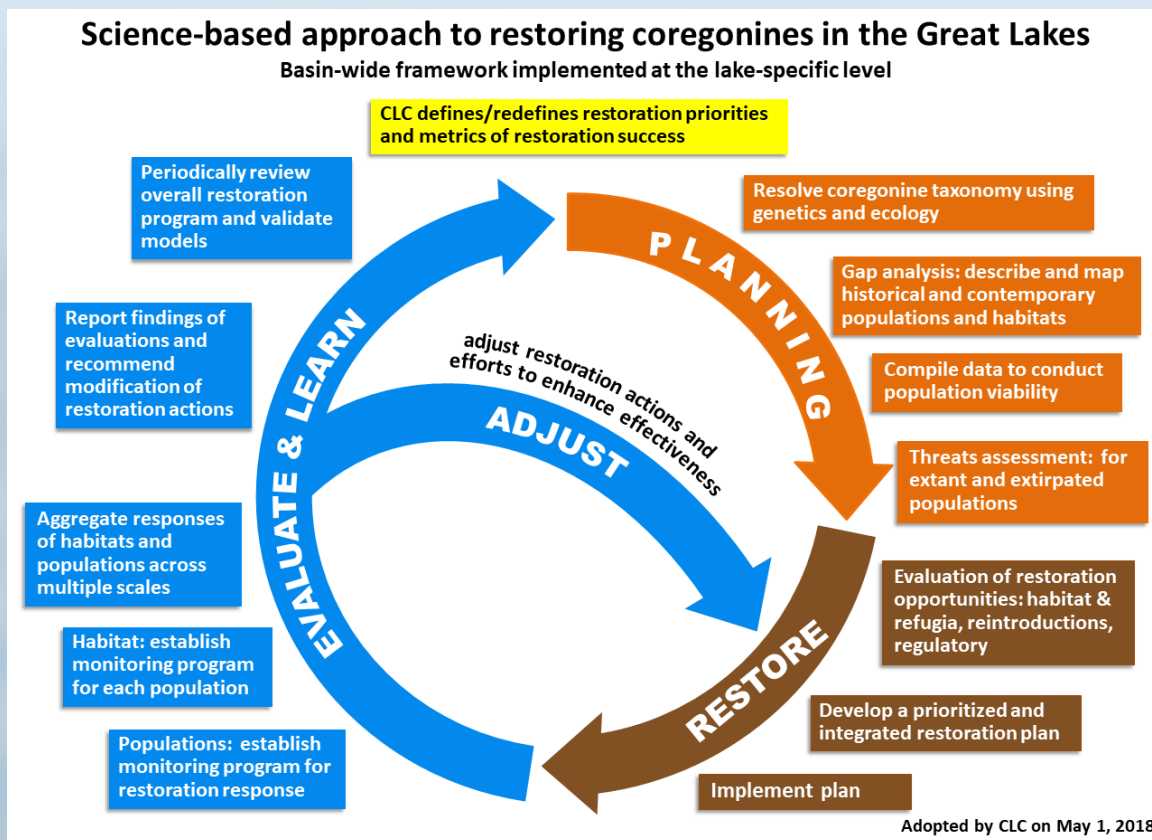 Science-based approach to restoring coregonines in the Great Lakes
Basin-wide framework implemented at the lake-specific level
CLC defines/redefines restoration priorities
and metrics of restoration success
PLANNING
Resolve coregonine taxonomy using
genetics and ecology
Gap analysis: describe and map
historical and contemporary
populations and habitats
Compile data to conduct
population viability
Threats assessment: for
extant and extirpated
populations
RESTORE
Evaluation of restoration
opportunities: habitat &
refugia, reintroductions,
regulatory
Develop a prioritized and
integrated restoration plan
Implement plan
EVALUATE & LEARN
Populations: establish
monitoring program for
restoration response
Habitat: establish
monitoring program
for each population
Aggregate responses
of habitats and
populations across
multiple scales
Report findings of
evaluations and
recommend
modification of
restoration actions
Periodically review
overall restoration
program and validate
models
adjust restoration actions and
efforts to enhance effectiveness
ADJUST
Adopted by CLC on May 1, 2018